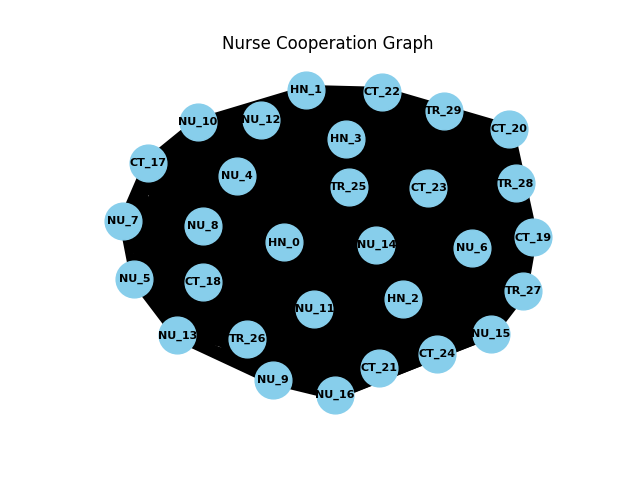 Nurse Cooperation Graph
HN_1
CT_22
TR_29
NU_12
NU_10
CT_20
HN_3
CT_17
NU_4
TR_25
CT_23
TR_28
NU_7
NU_8
HN_0
NU_14
NU_6
CT_19
NU_5
CT_18
NU_11
HN_2
TR_27
NU_13
TR_26
NU_15
CT_24
CT_21
NU_9
NU_16